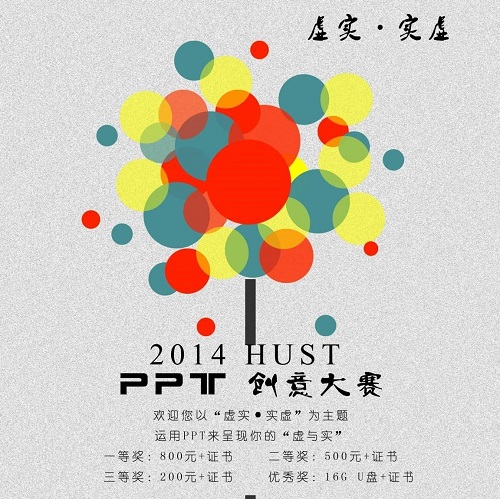 虚实·实虚
2014 HUST
PPT 创意大赛
欢迎您以“虚实●实虚”为主题
运用PPT来呈现你的“虚与实”
一等奖：800元+证书 二等奖：500元+证书
三等奖：200元+证书 优秀奖：16G U盘+证书